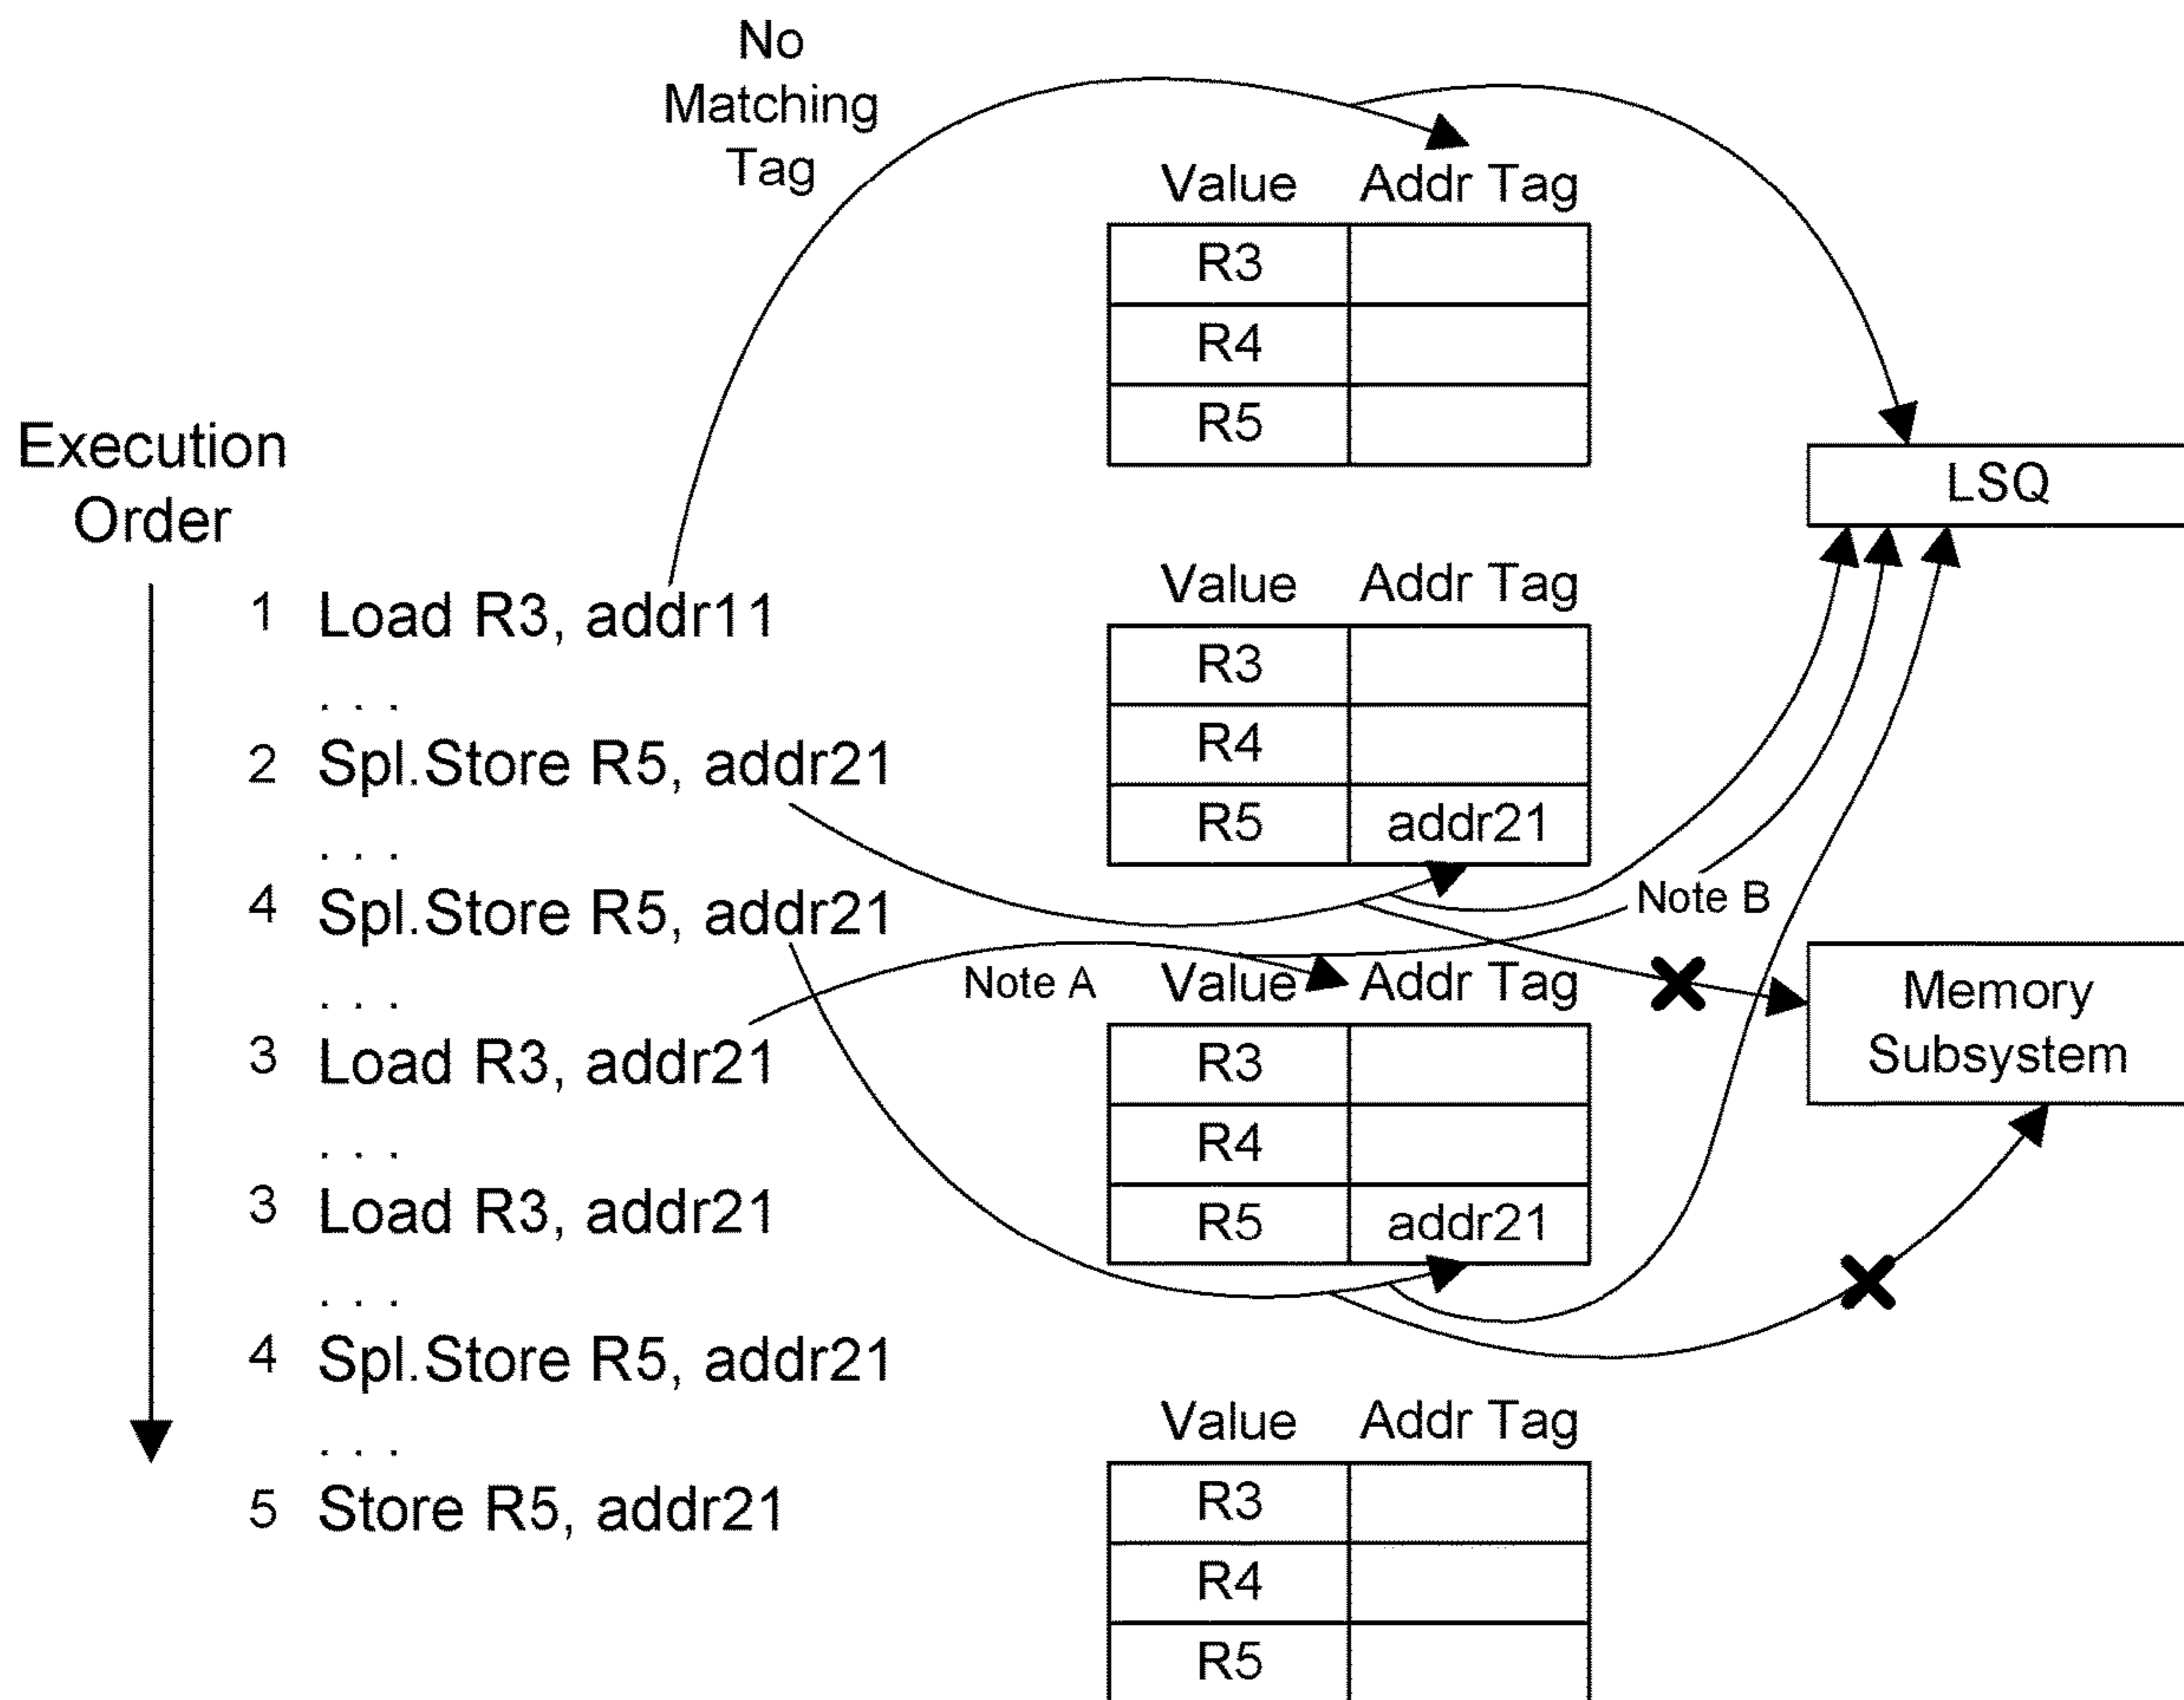 No
Matching
Tag
Value Addr Tag
R3
R4
R5
Execution
Order
LSQ
1 Load R3, addr11
. . .
2 Spl.Store R5, addr21
. . .
4 Spl.Store R5, addr21
. . .
3 Load R3, addr21
. . .
3 Load R3, addr21
. . .
4 Spl.Store R5, addr21
. . .
5 Store R5, addr21
Value Addr Tag
R3
R4
R5 addr21
Note B
Note A
Value Addr Tag
R3
R4
R5 addr21
Memory
Subsystem
Value Addr Tag
R3
R4
R5